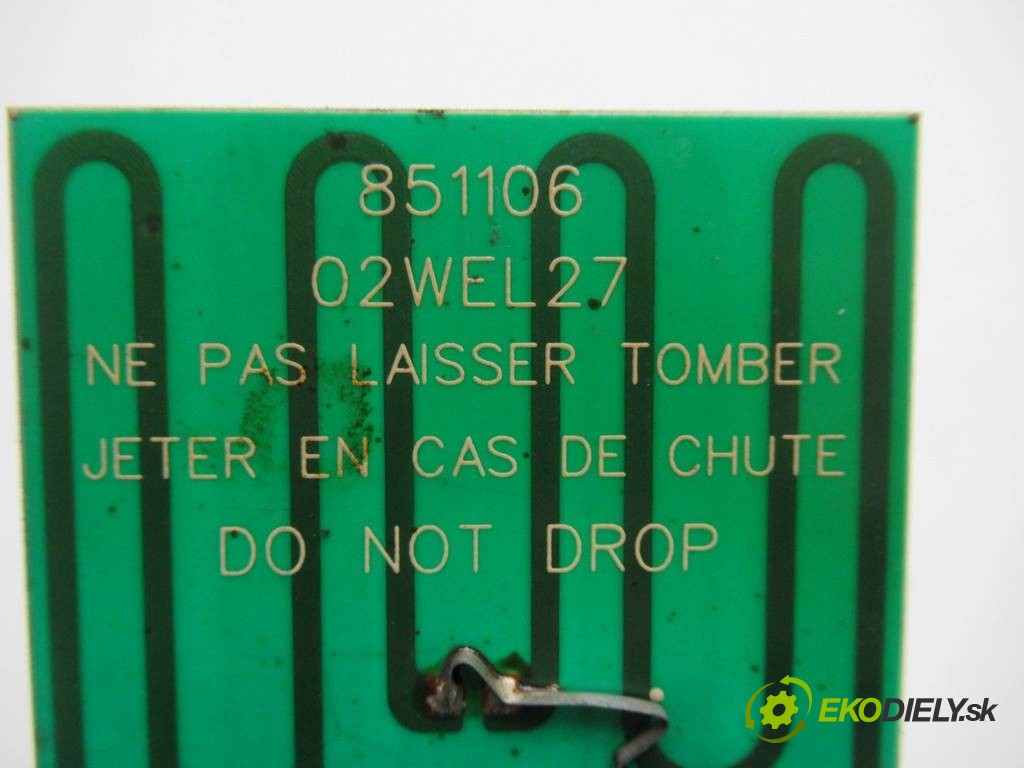 851106
02WEL27
NE PAS LAISSER TOMBER
JETER EN CAS DE CHUTE
DO NOT DROP
EKODIELY.sk